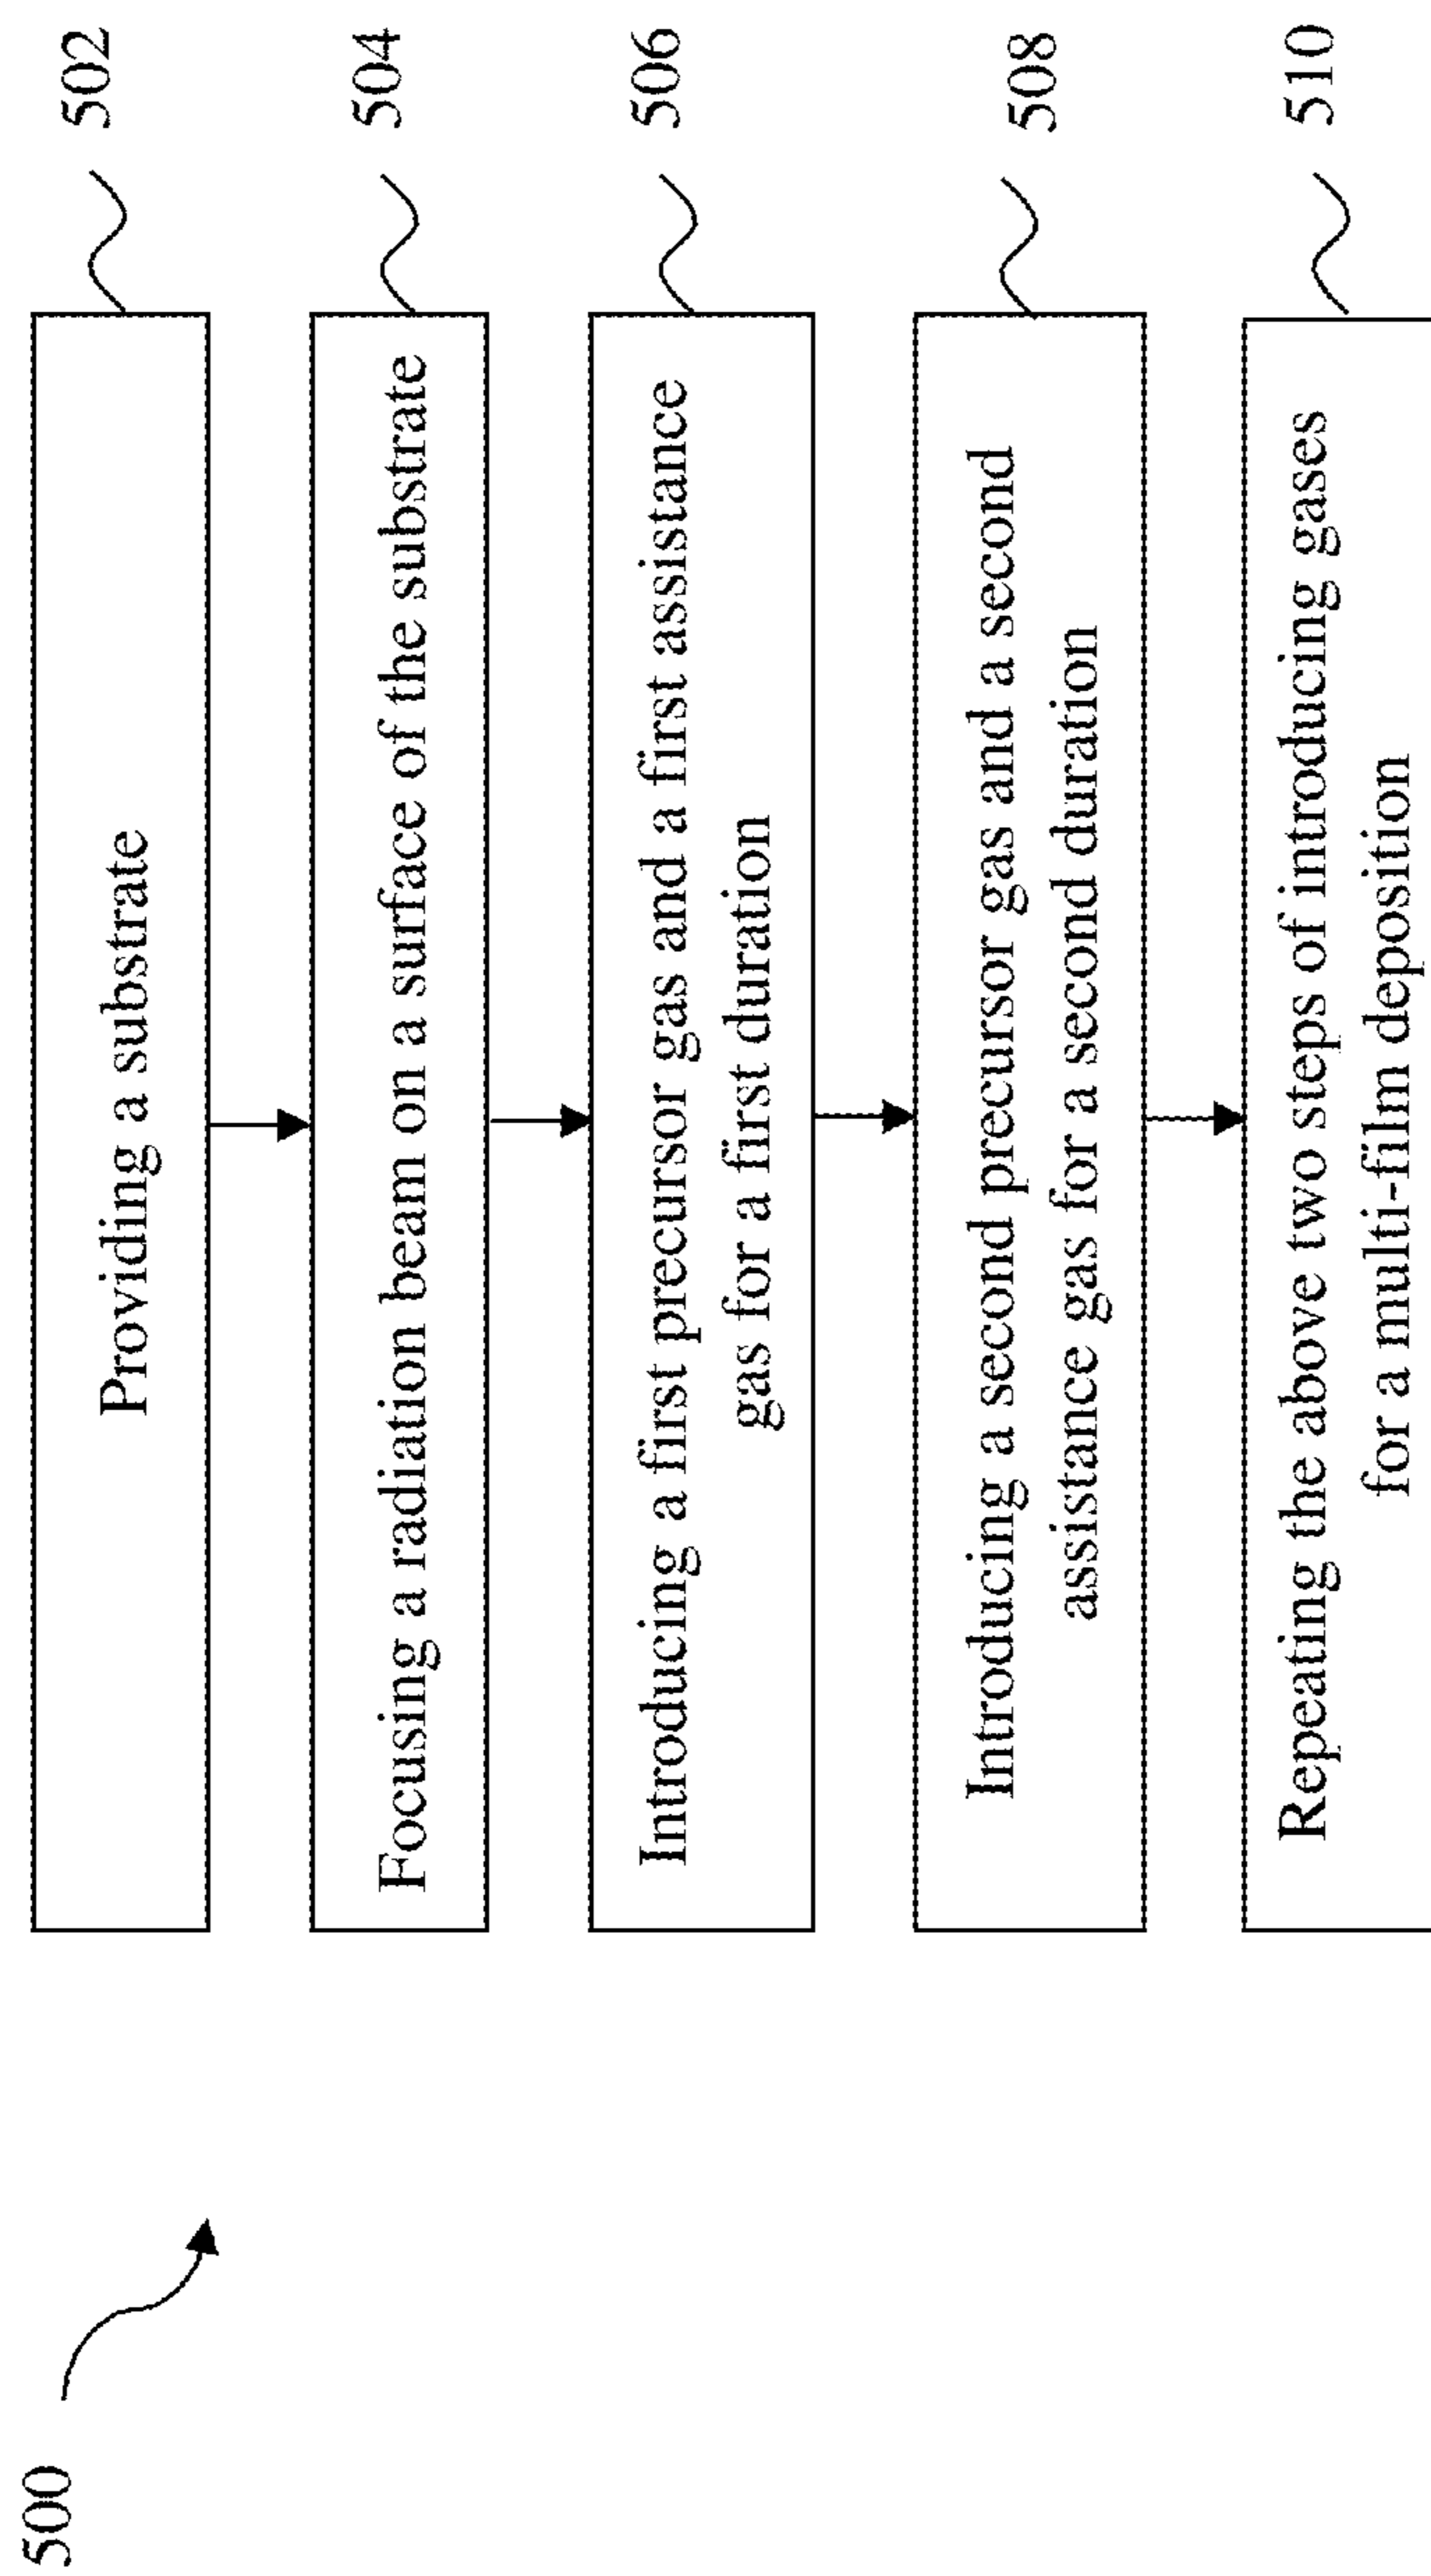 500
Providing a substrate
502
Focusing a radiation beam on a surface of the substrate
504
Introducing a first precursor gas and a first assistance
gas for a first duration
506
Introducing a second precursor gas and a second
assistance gas for a second duration
508
Repeating the above two steps of introducing gases
for a multi-film deposition
510